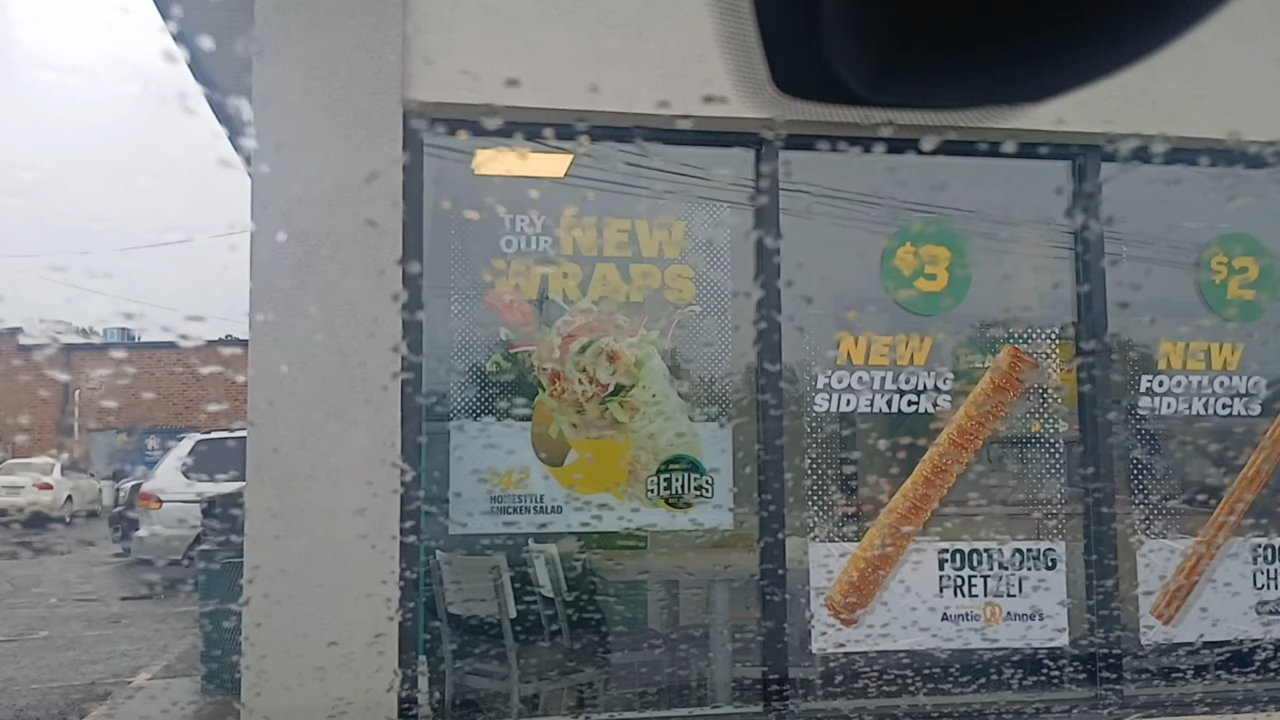 TRY
OUR NEW
WRAPS
#42
HOMESTYLE
CHICKEN SALAD
SERIES
$3
NEW
FOOTLONG
SIDEKICKS
FOOTLONG
PRETZEL
Auntie Anne's
$2
NEW
FOOTLONG
SIDEKICKS